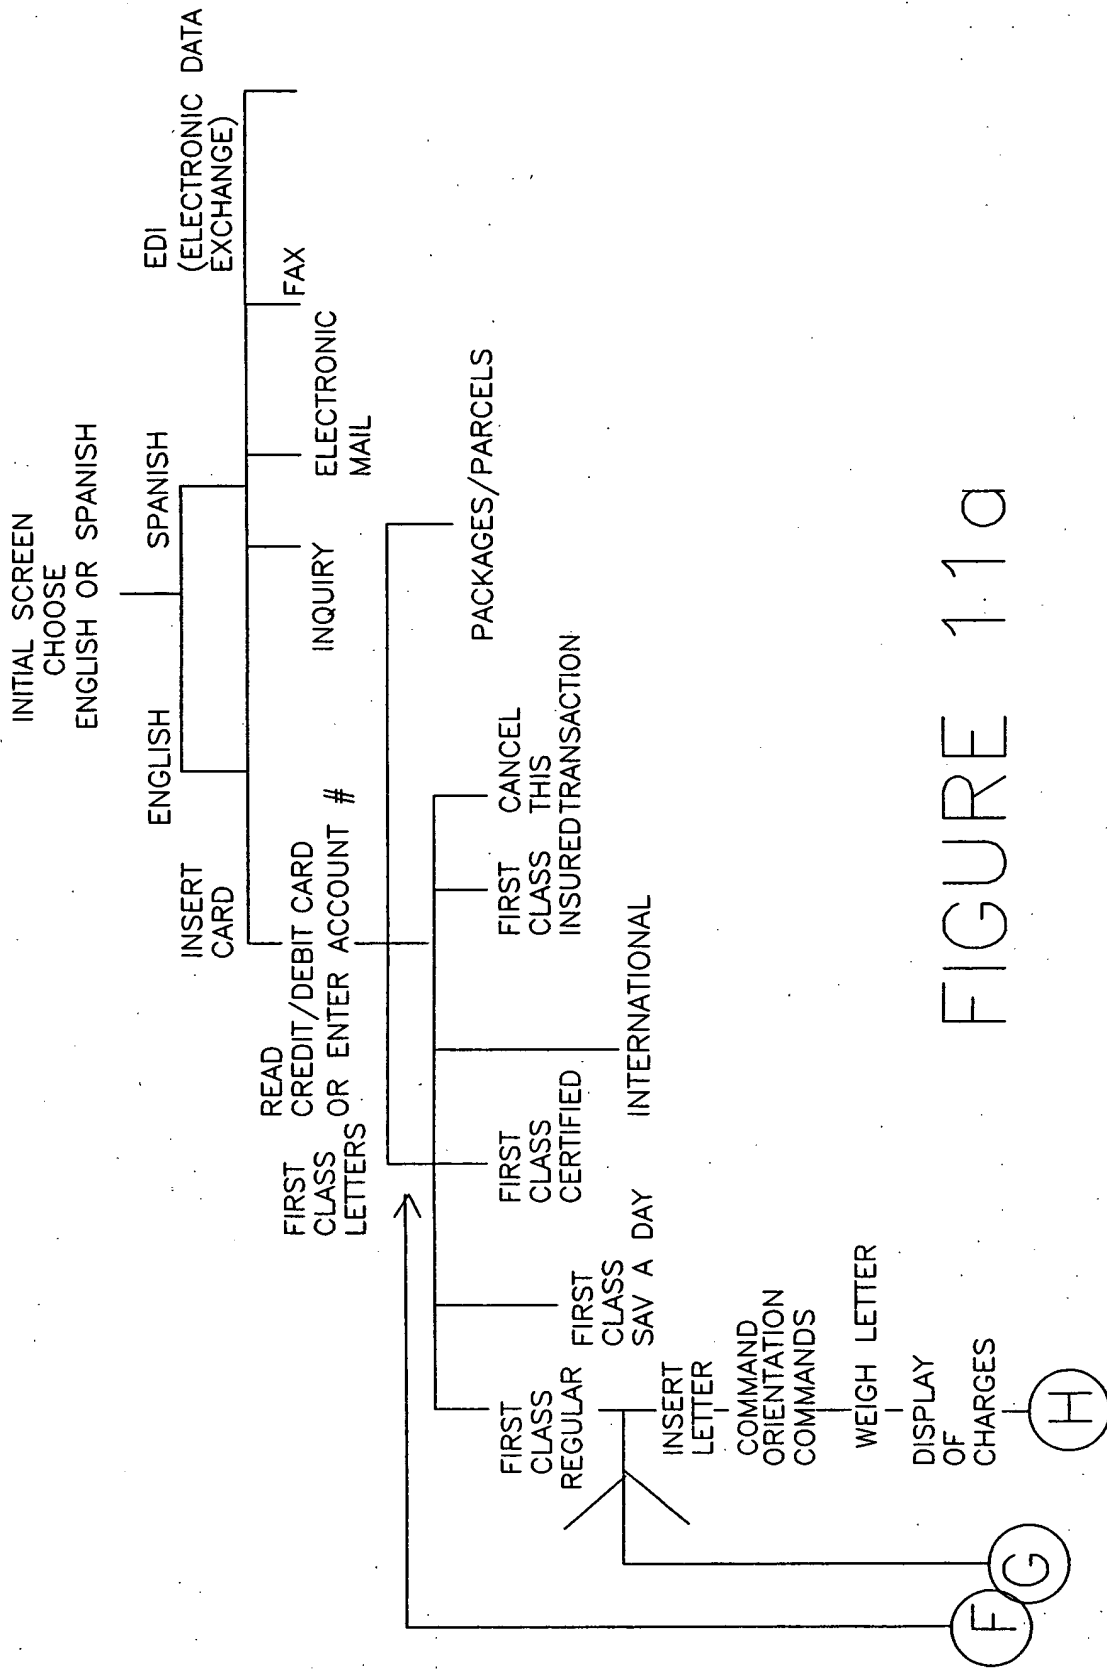 INITIAL SCREEN
CHOOSE
ENGLISH OR SPANISH
ENGLISH
SPANISH
INSERT
CARD
EDI
(ELECTRONIC DATA
EXCHANGE)
READ
CREDIT/DEBIT CARD
OR ENTER ACCOUNT #
INQUIRY
ELECTRONIC
MAIL
FAX
FIRST
CLASS
LETTERS
PACKAGES/PARCELS
FIRST
CLASS
REGULAR
FIRST
CLASS
SAV A DAY
FIRST
CLASS
CERTIFIED
INTERNATIONAL
FIRST
CLASS
INSURED
CANCEL
THIS
TRANSACTION
INSERT
LETTER
COMMAND
ORIENTATION
COMMANDS
WEIGH LETTER
DISPLAY
OF
CHARGES
F
G
H
FIGURE 11a